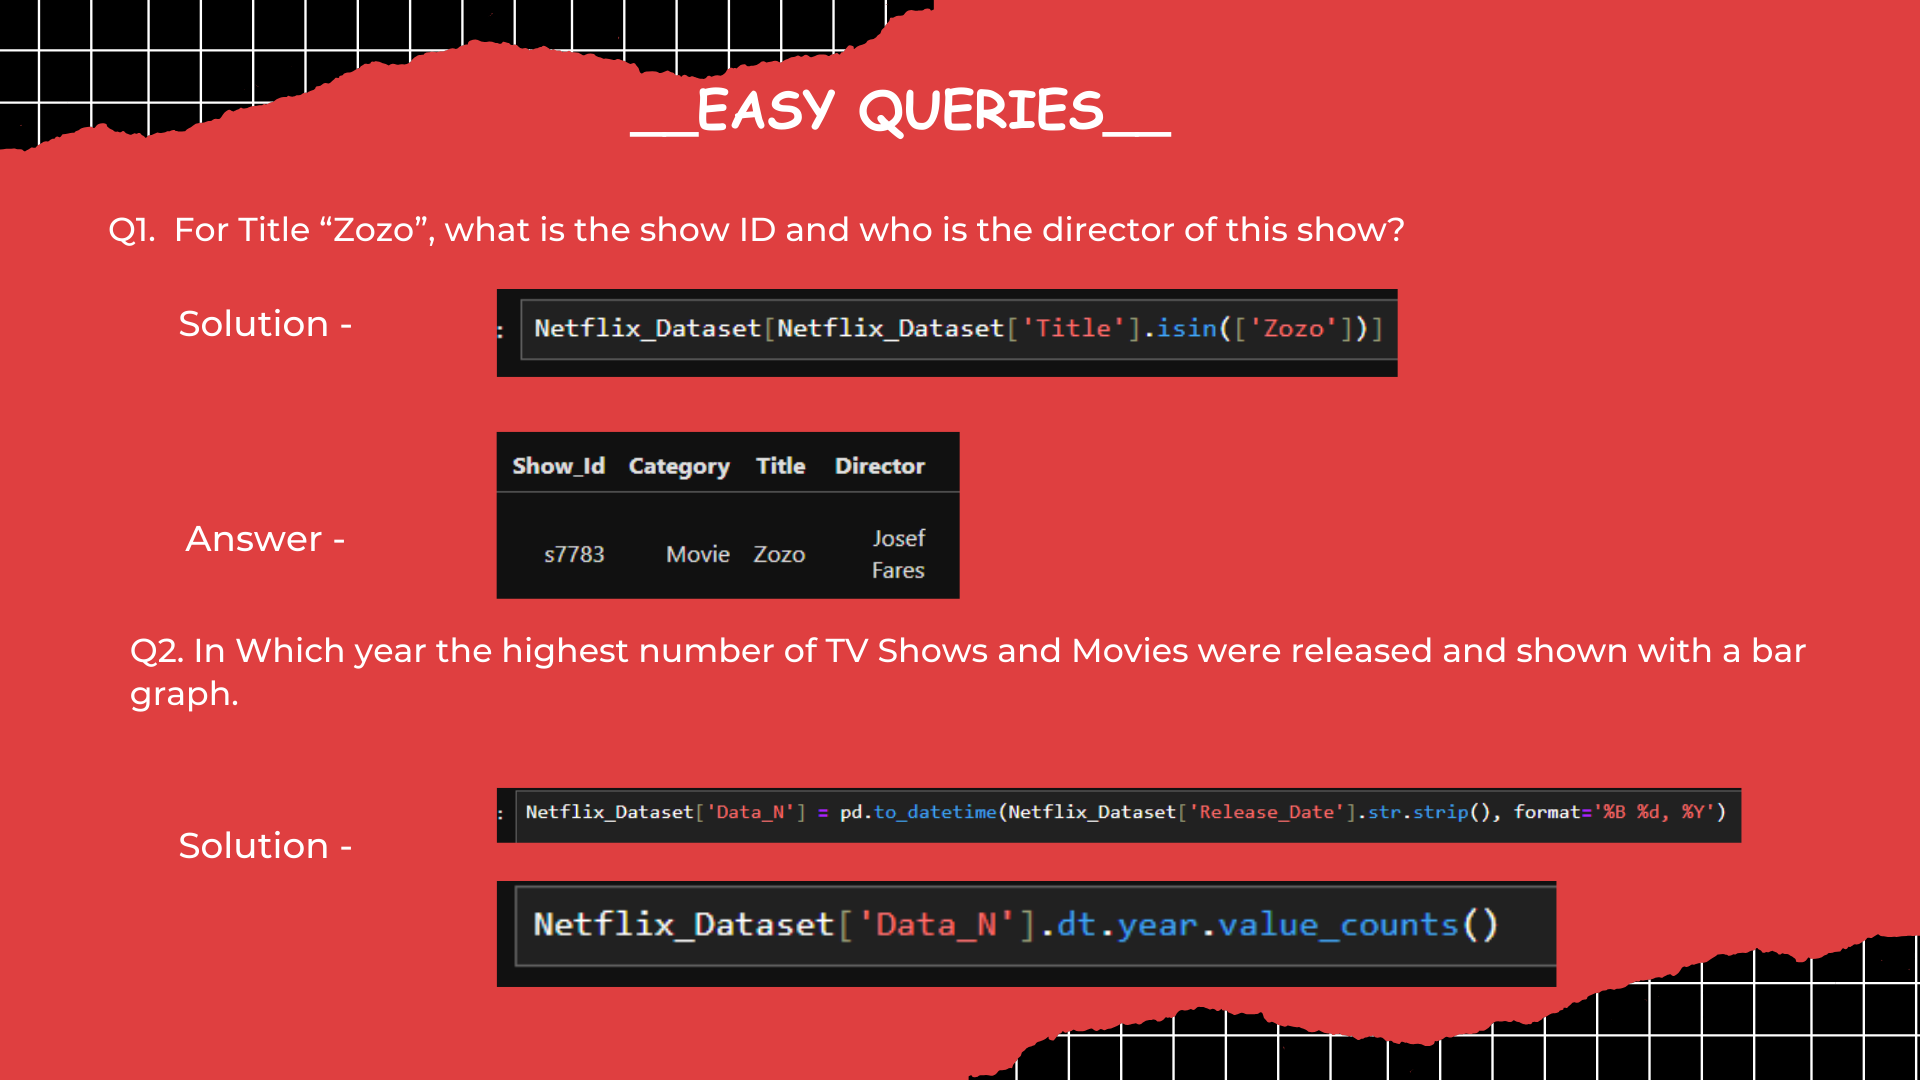 __EASY QUERIES__
Q1. For Title “Zozo”, what is the show ID and who is the director of this show?
Solution -
: Netflix_Dataset[Netflix_Dataset['Title'].isin(['Zozo'])]
Show_Id Category Title Director
Answer -
s7783 Movie Zozo Josef
Fares
Q2. In Which year the highest number of TV Shows and Movies were released and shown with a bar
graph.
Solution -
: Netflix_Dataset['Data_N'] = pd.to_datetime(Netflix_Dataset['Release_Date'].str.strip(), format='%B %d, %Y')
Netflix_Dataset['Data_N'].dt.year.value_counts()